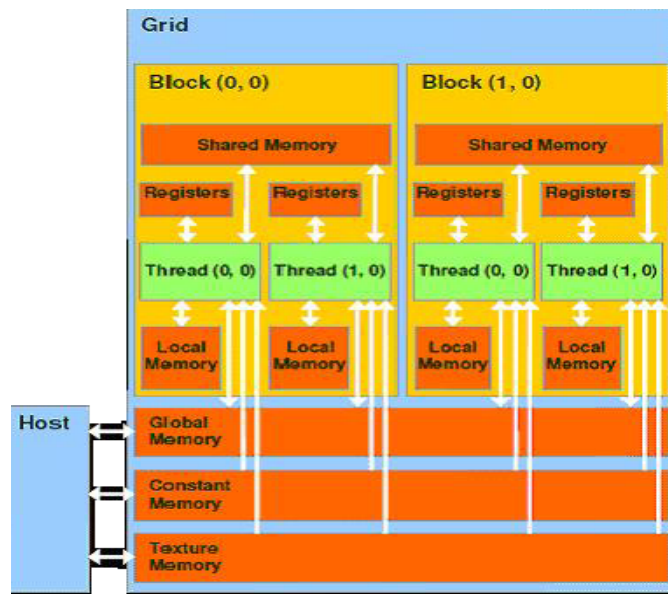 Grid
Block (0, 0)
Block (1, 0)
Shared Memory
Shared Memory
Registers
Registers
Registers
Registers
Thread (0, 0)
Thread (1, 0)
Thread (0, 0)
Thread (1, 0)
Local
Memory
Local
Memory
Local
Memory
Local
Memory
Host
Global
Memory
Constant
Memory
Texture
Memory